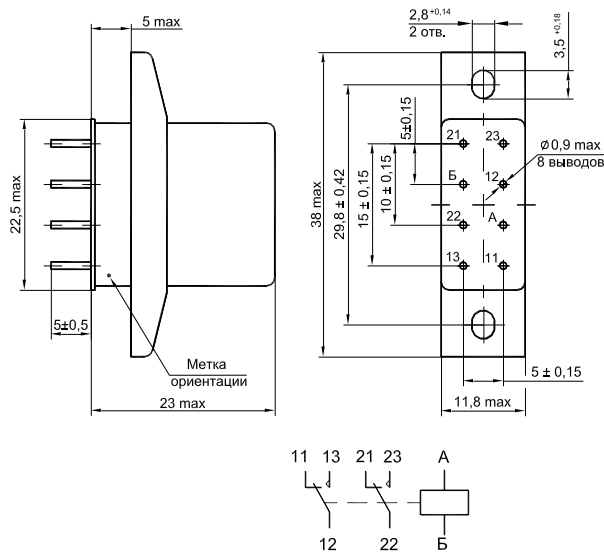 5 max
22,5 max
5±0,5
Метка
ориентации
23 max
2,8+0,14
2 отв.
3,5 +0,18
38 max
29,8 ± 0,42
15 ± 0,15
10 ± 0,15
5±0,15
21 23
Ø0,9 max
8 выводов
Б 12
22 А
13 11
5 ± 0,15
11,8 max
11 13 21 23 А
12 22 Б